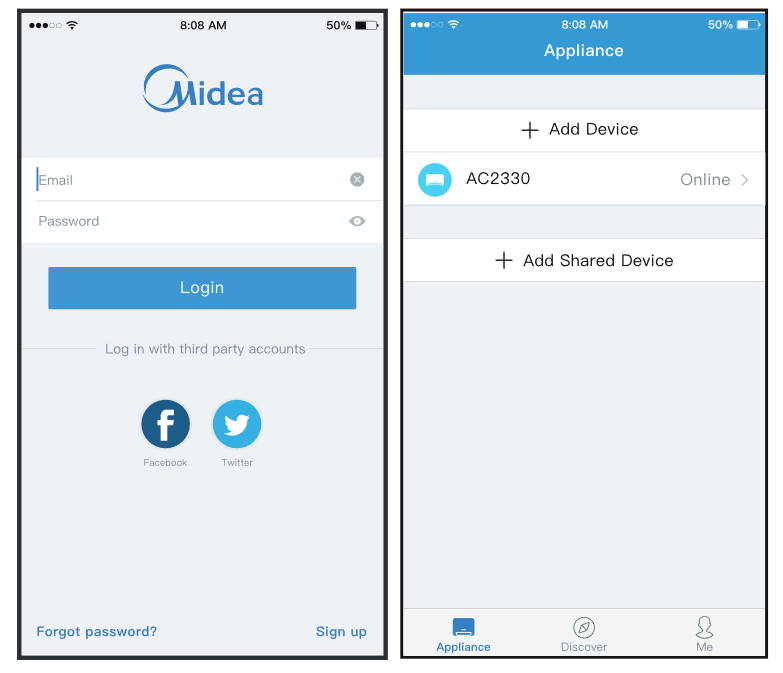 8:08 AM 50%
Midea
Email
Password
Login
Log in with third party accounts
Facebook Twitter
Forgot password? Sign up
8:08 AM 50%
Appliance
+ Add Device
AC2330 Online >
+ Add Shared Device
Appliance Discover Me